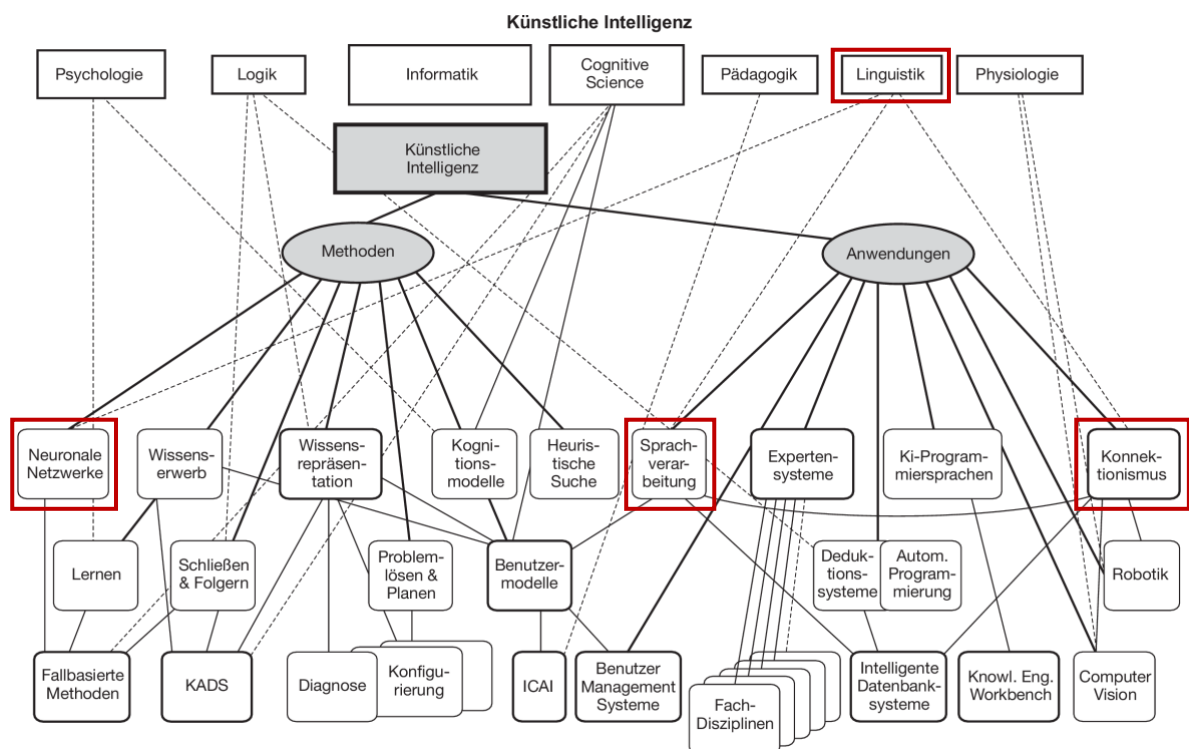 Künstliche Intelligenz
Psychologie
Logik
Informatik
Cognitive
Science
Pädagogik
Linguistik
Physiologie
Künstliche
Intelligenz
Methoden
Anwendungen
Neuronale
Netzwerke
Wissens-
erwerb
Wissens-
repräsen-
tation
Kogni-
tions-
modelle
Heuris-
tische
Suche
Sprach-
verar-
beitung
Experten-
systeme
Ki-Program-
miersprachen
Konnek-
tionismus
Lernen
Schließen
& Folgern
Problem-
lösen &
Planen
Benutzer-
modelle
Deduk-
tions-
systeme
Autom.
Program-
mierung
Robotik
Fallbasierte
Methoden
KADS
Diagnose
Konfigu-
rierung
ICAI
Benutzer
Management
Systeme
Fach-
Disziplinen
Intelligente
Datenbank-
systeme
Knowl. Eng.
Workbench
Computer
Vision